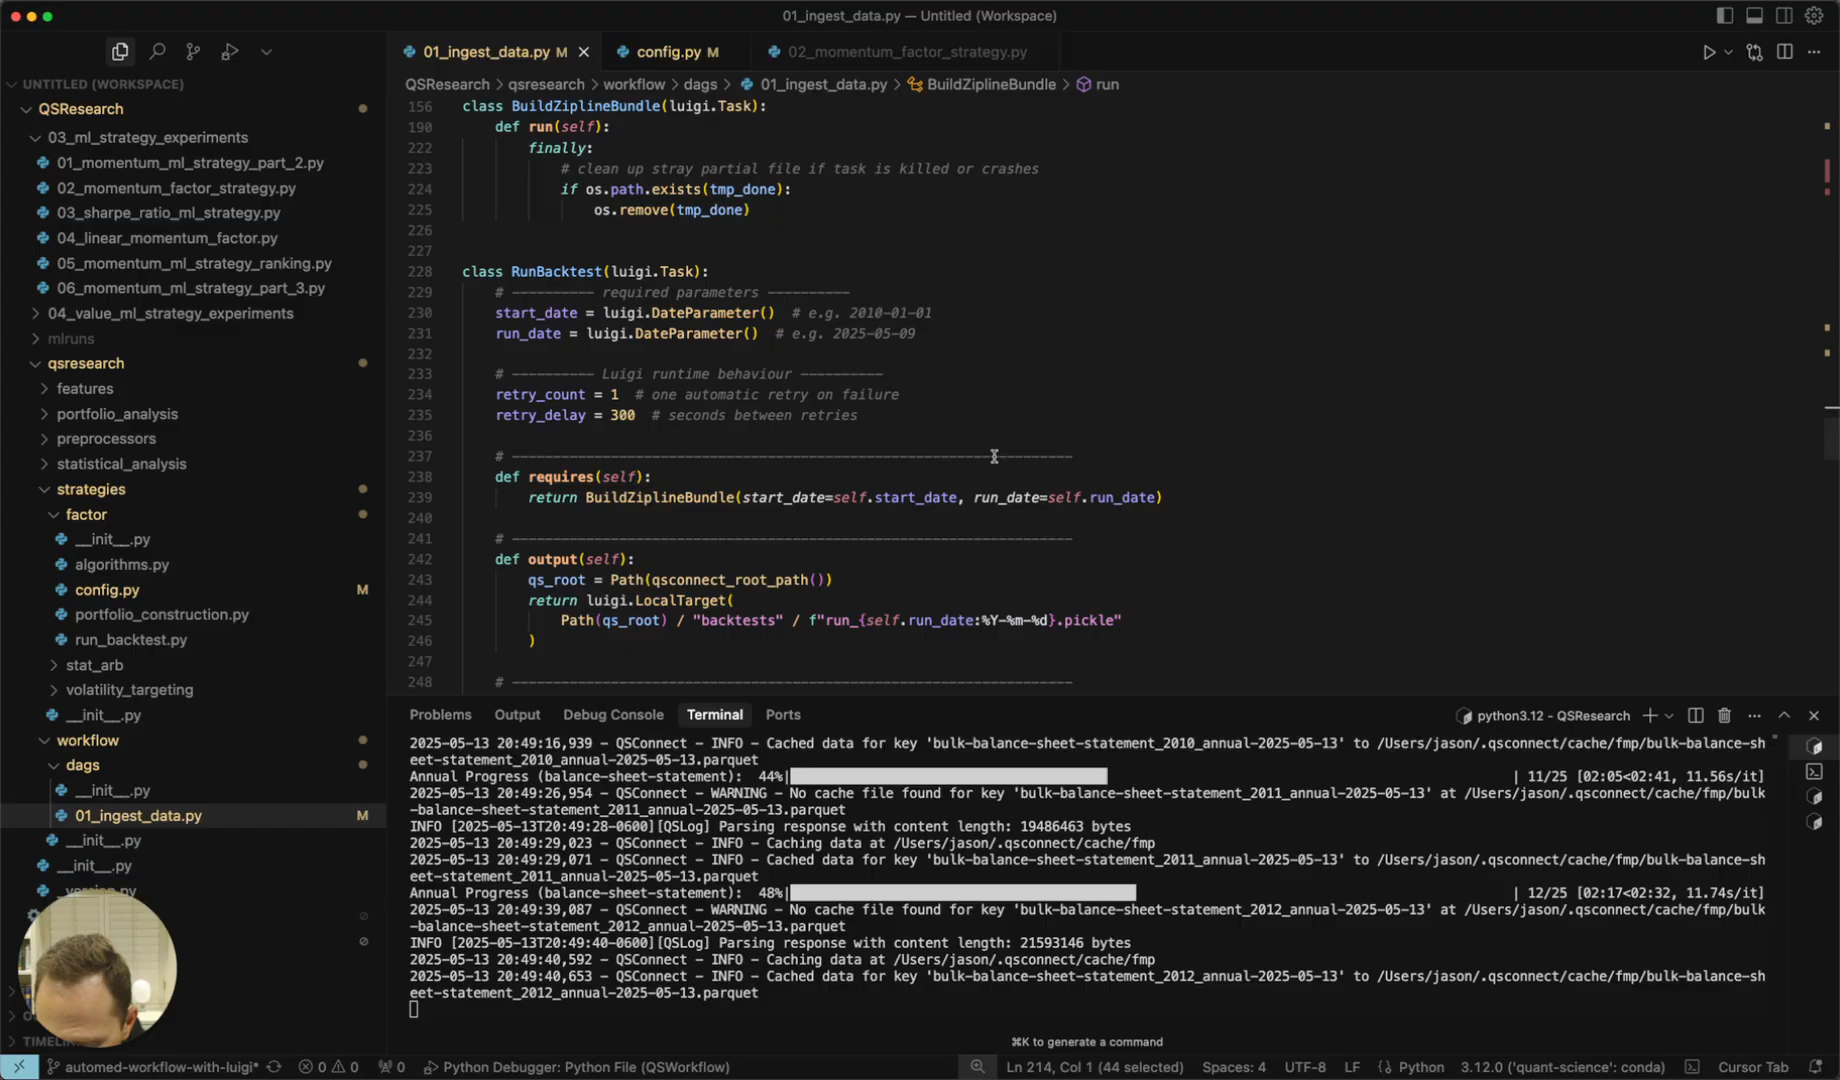 01_ingest_data.py — Untitled (Workspace)
01_ingest_data.py M
config.py M
02_momentum_factor_strategy.py
UNTITLED (WORKSPACE)
QSResearch
03_ml_strategy_experiments
01_momentum_ml_strategy_part_2.py
02_momentum_factor_strategy.py
03_sharpe_ratio_ml_strategy.py
04_linear_momentum_factor.py
05_momentum_ml_strategy_ranking.py
06_momentum_ml_strategy_part_3.py
04_value_ml_strategy_experiments
mlruns
qsresearch
features
portfolio_analysis
preprocessors
statistical_analysis
strategies
factor
__init__.py
algorithms.py
config.py M
portfolio_construction.py
run_backtest.py
stat_arb
volatility_targeting
__init__.py
workflow
dags
__init__.py
01_ingest_data.py M
__init__.py
__init__.py
_version.py
TIMELI
QSResearch > qsresearch > workflow > dags > 01_ingest_data.py > BuildZiplineBundle > run
156 class BuildZiplineBundle(luigi.Task):
190 def run(self):
222 finally:
223 # clean up stray partial file if task is killed or crashes
224 if os.path.exists(tmp_done):
225 os.remove(tmp_done)
226
227
228 class RunBacktest(luigi.Task):
229 # —————————— required parameters ——————————
230 start_date = luigi.DateParameter() # e.g. 2010-01-01
231 run_date = luigi.DateParameter() # e.g. 2025-05-09
232
233 # —————————— Luigi runtime behaviour ——————————
234 retry_count = 1 # one automatic retry on failure
235 retry_delay = 300 # seconds between retries
236
237 # ————————————————————————————————————————
238 def requires(self):
239 return BuildZiplineBundle(start_date=self.start_date, run_date=self.run_date)
240
241 # ————————————————————————————————————————
242 def output(self):
243 qs_root = Path(qsconnect_root_path())
244 return luigi.LocalTarget(
245 Path(qs_root) / "backtests" / f"run_{self.run_date:%Y-%m-%d}.pickle"
246 )
247
248 # ————————————————————————————————————————
Problems Output Debug Console Terminal Ports
python3.12 - QSResearch
2025-05-13 20:49:16,939 - QSConnect - INFO - Cached data for key 'bulk-balance-sheet-statement_2010_annual-2025-05-13' to /Users/jason/.qsconnect/cache/fmp/bulk-balance-sh
eet-statement_2010_annual-2025-05-13.parquet
Annual Progress (balance-sheet-statement): 44%| | 11/25 [02:05<02:41, 11.56s/it]
2025-05-13 20:49:26,954 - QSConnect - WARNING - No cache file found for key 'bulk-balance-sheet-statement_2011_annual-2025-05-13' at /Users/jason/.qsconnect/cache/fmp/bulk
-balance-sheet-statement_2011_annual-2025-05-13.parquet
INFO [2025-05-13T20:49:28-0600][QSLog] Parsing response with content length: 19486463 bytes
2025-05-13 20:49:29,023 - QSConnect - INFO - Caching data at /Users/jason/.qsconnect/cache/fmp
2025-05-13 20:49:29,071 - QSConnect - INFO - Cached data for key 'bulk-balance-sheet-statement_2011_annual-2025-05-13' to /Users/jason/.qsconnect/cache/fmp/bulk-balance-sh
eet-statement_2011_annual-2025-05-13.parquet
Annual Progress (balance-sheet-statement): 48%| | 12/25 [02:17<02:32, 11.74s/it]
2025-05-13 20:49:39,087 - QSConnect - WARNING - No cache file found for key 'bulk-balance-sheet-statement_2012_annual-2025-05-13' at /Users/jason/.qsconnect/cache/fmp/bulk
-balance-sheet-statement_2012_annual-2025-05-13.parquet
INFO [2025-05-13T20:49:40-0600][QSLog] Parsing response with content length: 21593146 bytes
2025-05-13 20:49:40,592 - QSConnect - INFO - Caching data at /Users/jason/.qsconnect/cache/fmp
2025-05-13 20:49:40,653 - QSConnect - INFO - Cached data for key 'bulk-balance-sheet-statement_2012_annual-2025-05-13' to /Users/jason/.qsconnect/cache/fmp/bulk-balance-sh
eet-statement_2012_annual-2025-05-13.parquet
⌘K to generate a command
automed-workflow-with-luigi* 0 0 0 Python Debugger: Python File (QSWorkflow) Ln 214, Col 1 (44 selected) Spaces: 4 UTF-8 LF Python 3.12.0 ('quant-science': conda) Cursor Tab